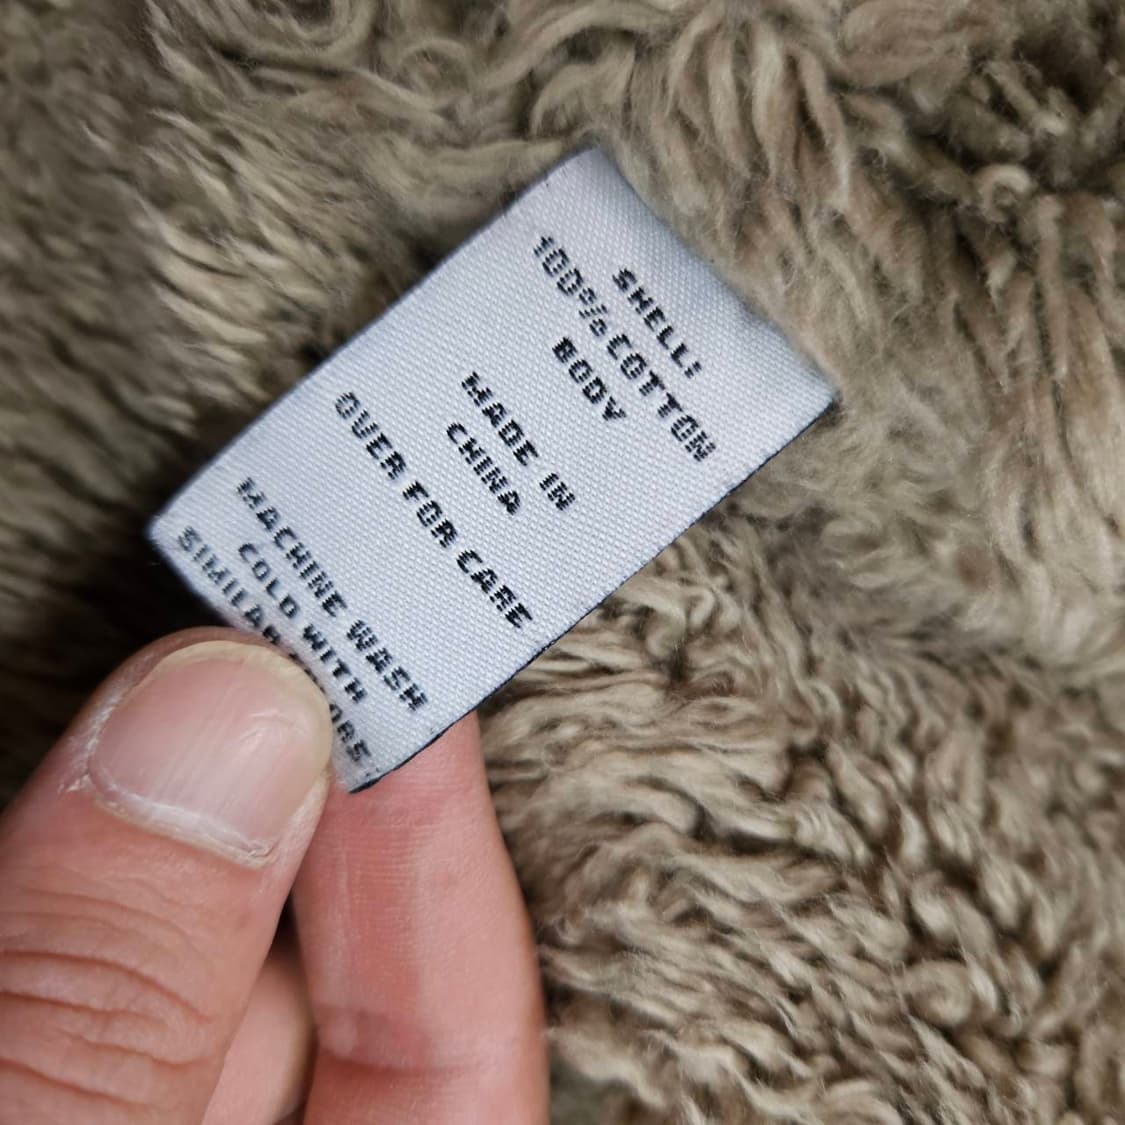 SHELL:
100% COTTON
BODY
MADE IN
CHINA
OVER FOR CARE
MACHINE WASH
COLD WITH